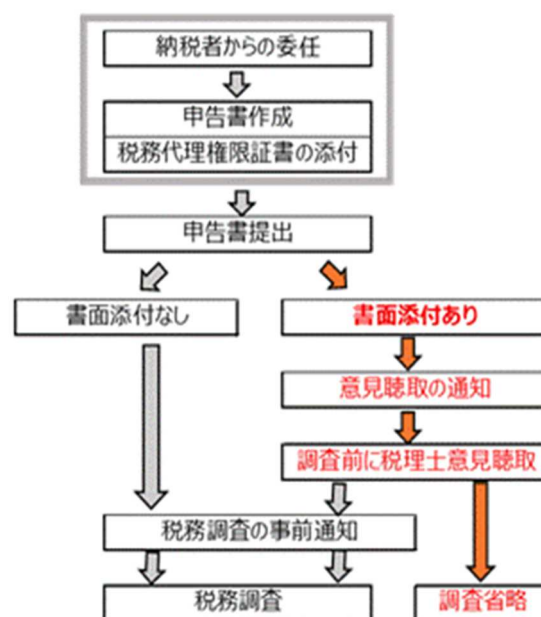 納税者からの委任
申告書作成
税務代理権限証書の添付
申告書提出
書面添付なし
書面添付あり
意見聴取の通知
調査前に税理士意見聴取
税務調査の事前通知
税務調査
調査省略